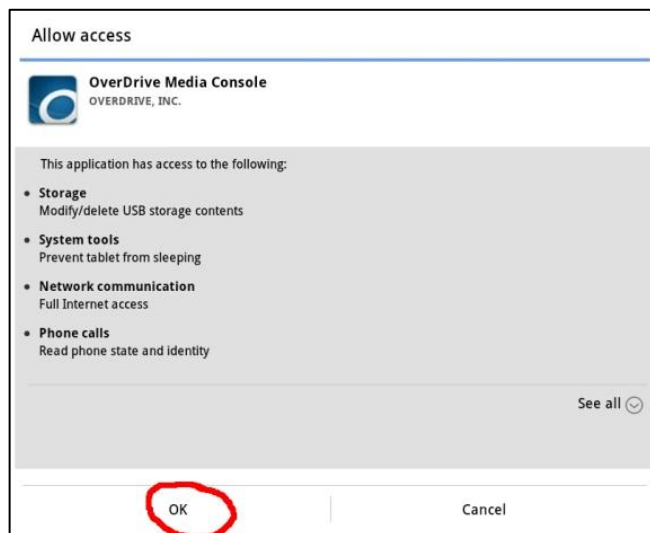 Allow access
OverDrive Media Console
OVERDRIVE, INC.
This application has access to the following:
Storage
Modify/delete USB storage contents
System tools
Prevent tablet from sleeping
Network communication
Full Internet access
Phone calls
Read phone state and identity
See all
OK
Cancel